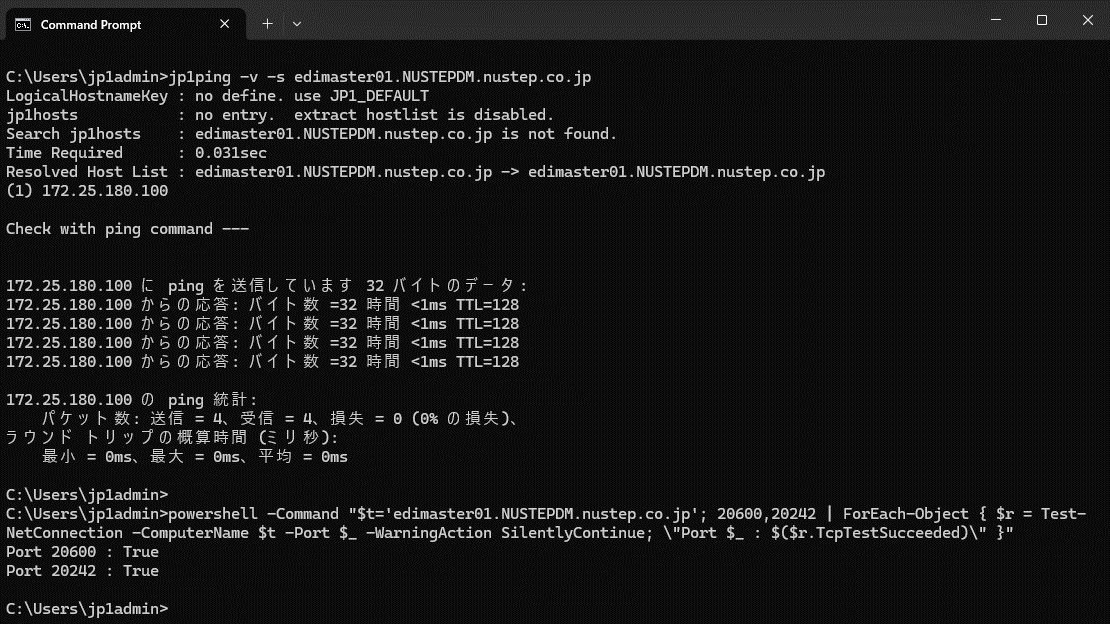 Command Prompt
C:\Users\jp1admin>jp1ping -v -s edimaster01.NUSTEPDM.nustep.co.jp
LogicalHostnameKey : no define. use JP1_DEFAULT
jp1hosts           : no entry.  extract hostlist is disabled.
Search jp1hosts    : edimaster01.NUSTEPDM.nustep.co.jp is not found.
Time Required      : 0.031sec
Resolved Host List : edimaster01.NUSTEPDM.nustep.co.jp -> edimaster01.NUSTEPDM.nustep.co.jp
(1) 172.25.180.100
Check with ping command ---
172.25.180.100 に ping を送信しています 32 バイトのデータ:
172.25.180.100 からの応答: バイト数 =32 時間 <1ms TTL=128
172.25.180.100 からの応答: バイト数 =32 時間 <1ms TTL=128
172.25.180.100 からの応答: バイト数 =32 時間 <1ms TTL=128
172.25.180.100 からの応答: バイト数 =32 時間 <1ms TTL=128
172.25.180.100 の ping 統計:
    パケット数: 送信 = 4、受信 = 4、損失 = 0 (0% の損失)、
ラウンド トリップの概算時間 (ミリ秒):
    最小 = 0ms、最大 = 0ms、平均 = 0ms
C:\Users\jp1admin>
C:\Users\jp1admin>powershell -Command "$t='edimaster01.NUSTEPDM.nustep.co.jp'; 20600,20242 | ForEach-Object { $r = Test-
NetConnection -ComputerName $t -Port $_ -WarningAction SilentlyContinue; \"Port $_ : $($r.TcpTestSucceeded)\" }"
Port 20600 : True
Port 20242 : True
C:\Users\jp1admin>